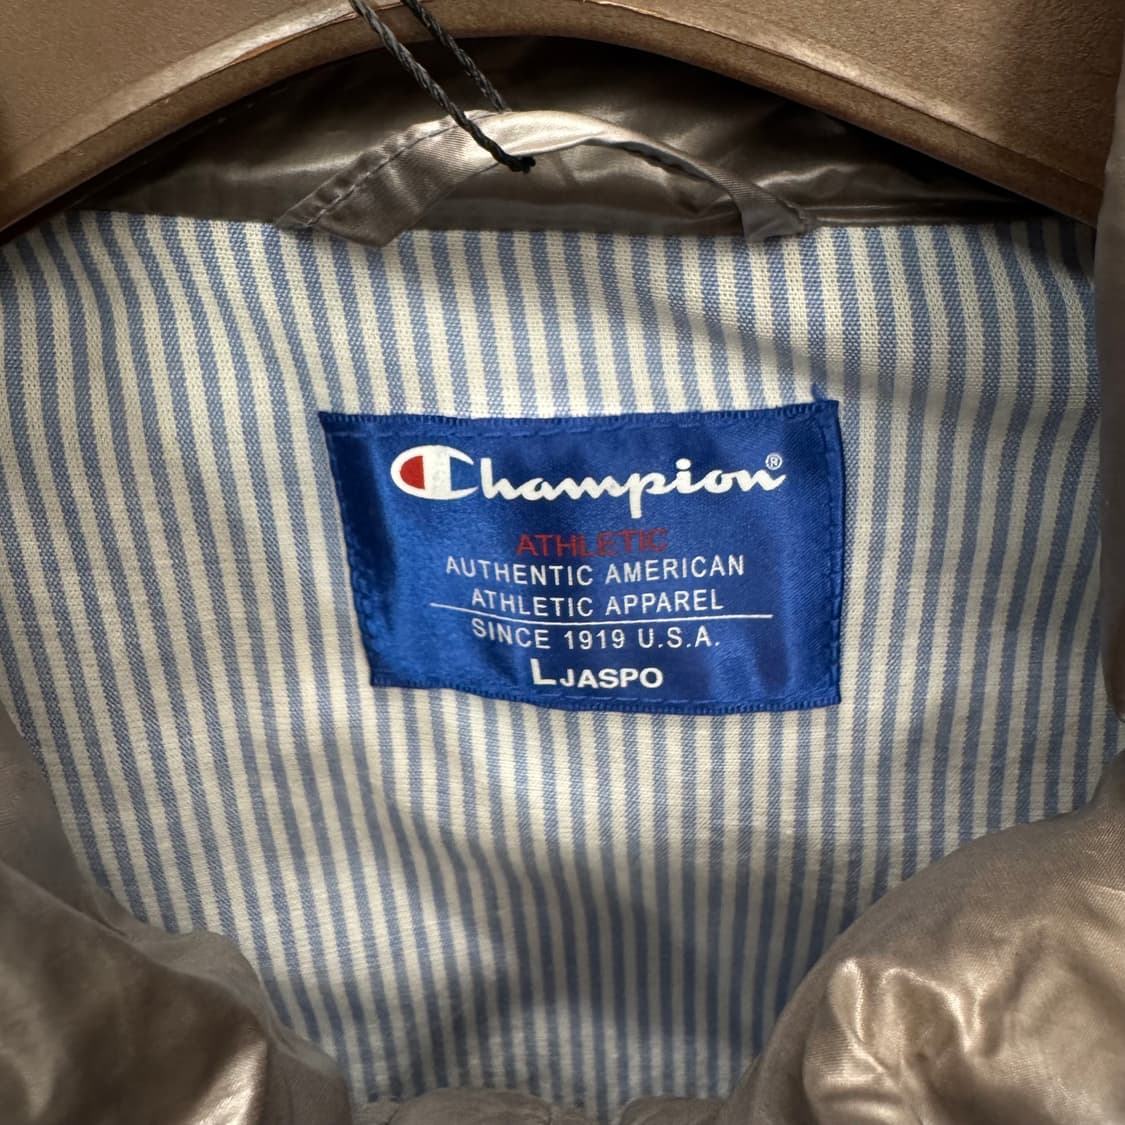 Champion®
ATHLETIC
AUTHENTIC AMERICAN
ATHLETIC APPAREL
SINCE 1919 U.S.A.
L JASPO